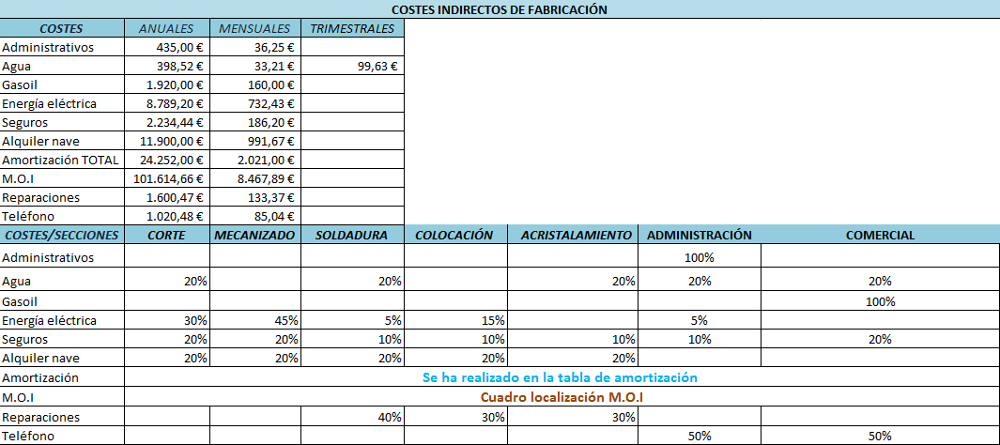 COSTES INDIRECTOS DE FABRICACIÓN
COSTES ANUALES MENSUALES TRIMESTRALES
Administrativos 435,00 € 36,25 €
Agua 398,52 € 33,21 € 99,63 €
Gasoil 1.920,00 € 160,00 €
Energía eléctrica 8.789,20 € 732,43 €
Seguros 2.234,44 € 186,20 €
Alquiler nave 11.900,00 € 991,67 €
Amortización TOTAL 24.252,00 € 2.021,00 €
M.O.I 101.614,66 € 8.467,89 €
Reparaciones 1.600,47 € 133,37 €
Teléfono 1.020,48 € 85,04 €
COSTES/SECCIONES CORTE MECANIZADO SOLDADURA COLOCACIÓN ACRISTALAMIENTO ADMINISTRACIÓN COMERCIAL
Administrativos 100%
Agua 20% 20% 20% 20% 20%
Gasoil 100%
Energía eléctrica 30% 45% 5% 15% 5%
Seguros 20% 20% 10% 10% 10% 10% 20%
Alquiler nave 20% 20% 20% 20% 20%
Amortización Se ha realizado en la tabla de amortización
M.O.I Cuadro localización M.O.I
Reparaciones 40% 30% 30%
Teléfono 50% 50%